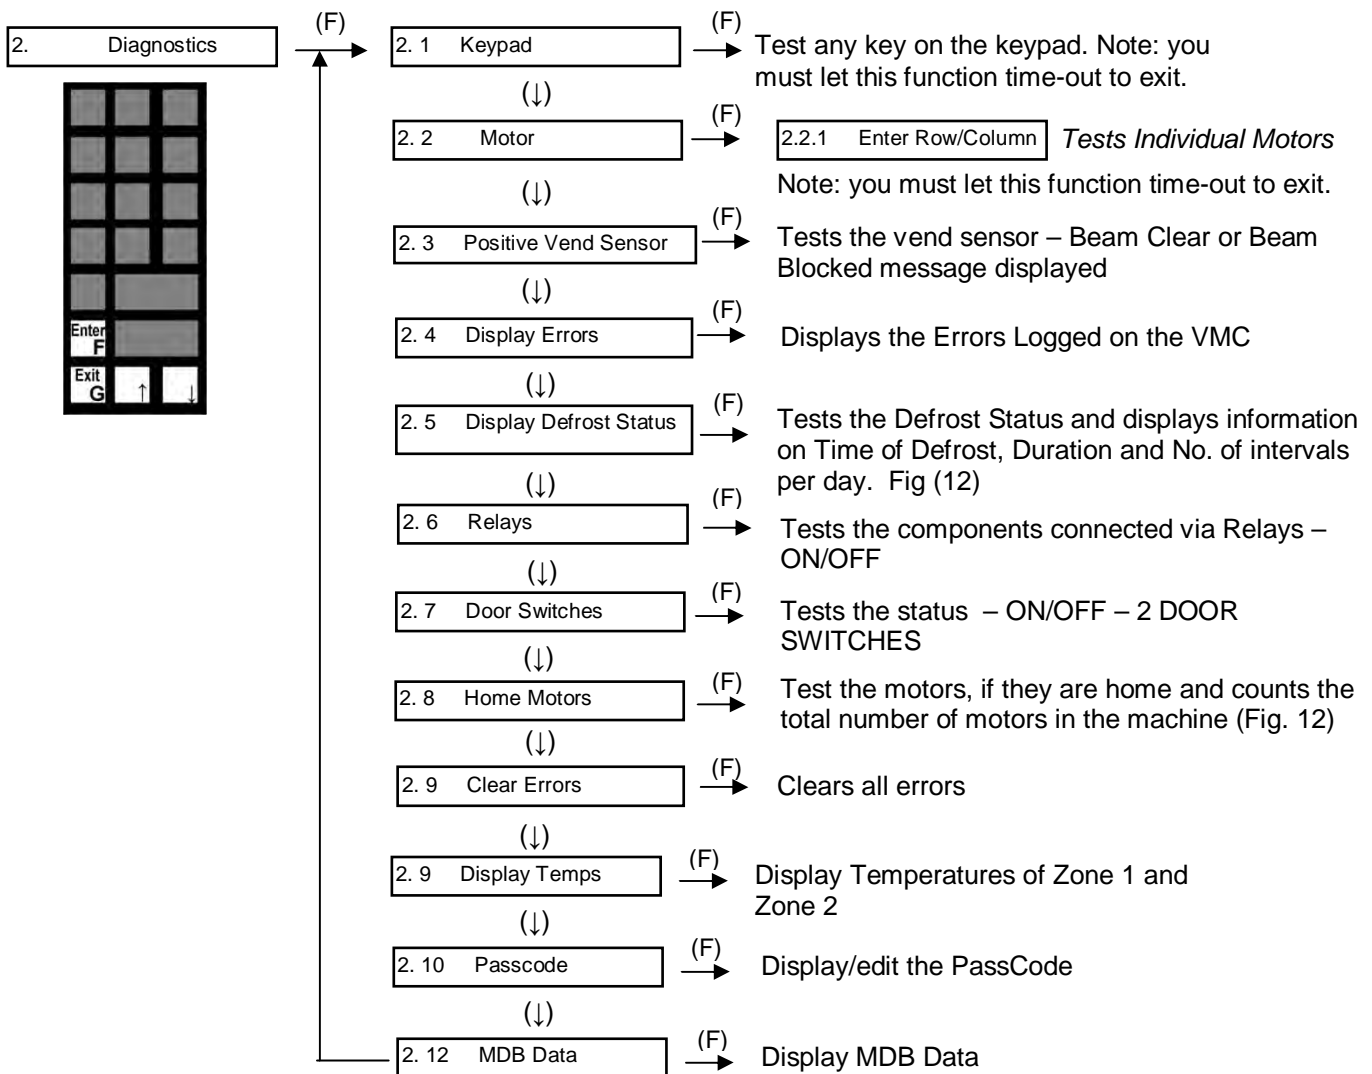 2. Diagnostics
(F)
2. 1 Keypad
(F)
Test any key on the keypad. Note: you
must let this function time-out to exit.
(↓)
2. 2 Motor
(F)
2.2.1 Enter Row/Column
Tests Individual Motors
Note: you must let this function time-out to exit.
(↓)
2. 3 Positive Vend Sensor
(F)
Tests the vend sensor – Beam Clear or Beam
Blocked message displayed
(↓)
2. 4 Display Errors
(F)
Displays the Errors Logged on the VMC
(↓)
2. 5 Display Defrost Status
(F)
Tests the Defrost Status and displays information
on Time of Defrost, Duration and No. of intervals
per day. Fig (12)
(↓)
2. 6 Relays
(F)
Tests the components connected via Relays –
ON/OFF
(↓)
2. 7 Door Switches
(F)
Tests the status – ON/OFF – 2 DOOR
SWITCHES
(↓)
2. 8 Home Motors
(F)
Test the motors, if they are home and counts the
total number of motors in the machine (Fig. 12)
(↓)
2. 9 Clear Errors
(F)
Clears all errors
(↓)
2. 9 Display Temps
(F)
Display Temperatures of Zone 1 and
Zone 2
(↓)
2. 10 Passcode
(F)
Display/edit the PassCode
(↓)
2. 12 MDB Data
(F)
Display MDB Data
Enter
F
Exit
G ↑ ↓